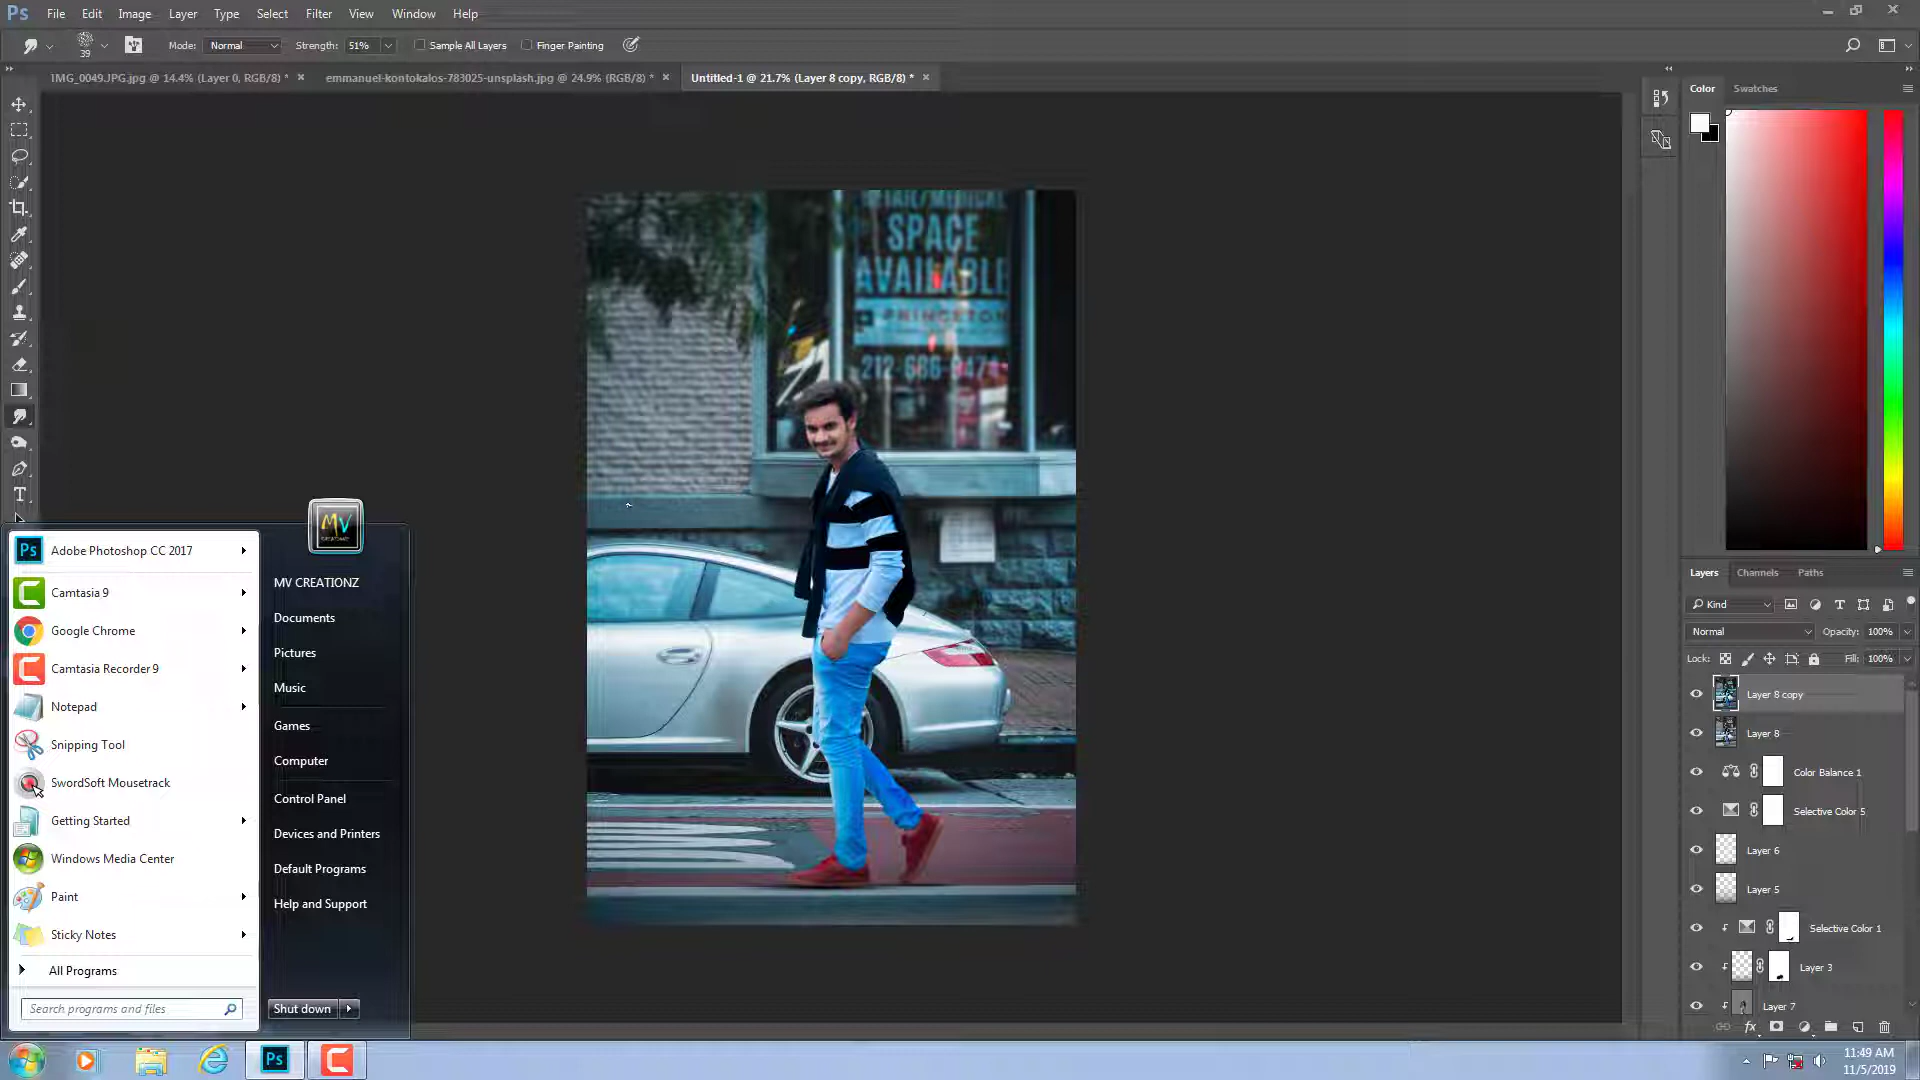 Ps File Edit Image Layer Type Select Filter View Window Help
39 Mode: Normal Strength: 51% Sample All Layers Finger Painting
IMG_0049.JPG.jpg @ 14.4% (Layer 0, RGB/8) * × emmanuel-kontokalos-783025-unsplash.jpg @ 24.9% (RGB/8) * × Untitled-1 @ 21.7% (Layer 8 copy, RGB/8) * ×
Color Swatches
SPACE
AVAILABLE
PRINCETON
212-686-9474
T
MV
Adobe Photoshop CC 2017
Camtasia 9
Google Chrome
Camtasia Recorder 9
Notepad
Snipping Tool
SwordSoft Mousetrack
Getting Started
Windows Media Center
Paint
Sticky Notes
All Programs
Search programs and files
MV CREATIONZ
Documents
Pictures
Music
Games
Computer
Control Panel
Devices and Printers
Default Programs
Help and Support
Shut down
Layers Channels Paths
Kind
Normal Opacity: 100%
Lock: Fill: 100%
Layer 8 copy
Layer 8
Color Balance 1
Selective Color 5
Layer 6
Layer 5
Selective Color 1
Layer 3
Layer 7
fx
Ps
11:49 AM
11/5/2019